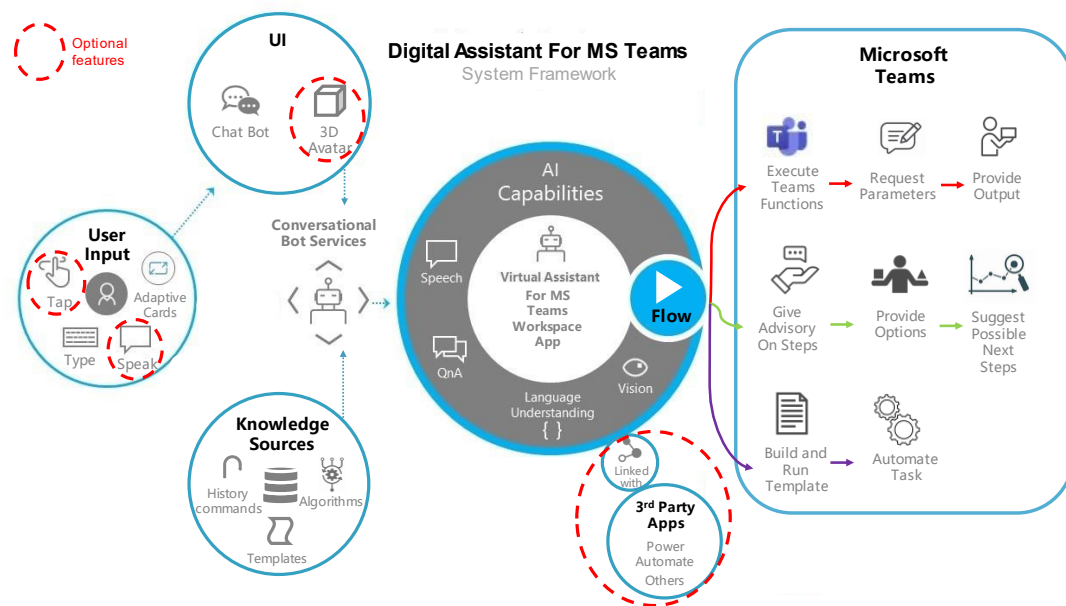 Optional
features
UI
Chat Bot
3D
Avatar
Digital Assistant For MS Teams
System Framework
User
Input
Tap
Adaptive
Cards
Type
Speak
Conversational
Bot Services
Knowledge
Sources
History
commands
Algorithms
Templates
AI
Capabilities
Speech
QnA
Language
Understanding
{ }
Vision
Virtual Assistant
For MS
Teams
Workspace
App
Flow
Linked
with
3rd Party
Apps
Power
Automate
Others
Microsoft
Teams
T
Execute
Teams
Functions
Request
Parameters
Provide
Output
Give
Advisory
On Steps
Provide Options
Suggest
Possible
Next
Steps
Build and
Run
Template
Automate
Task